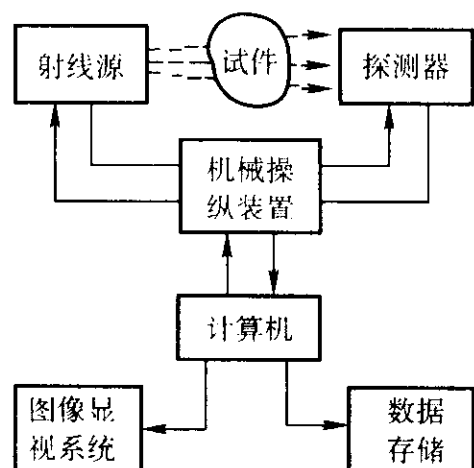 射线源
试件
探测器
机械操
纵装置
计算机
图像显
视系统
数据
存储